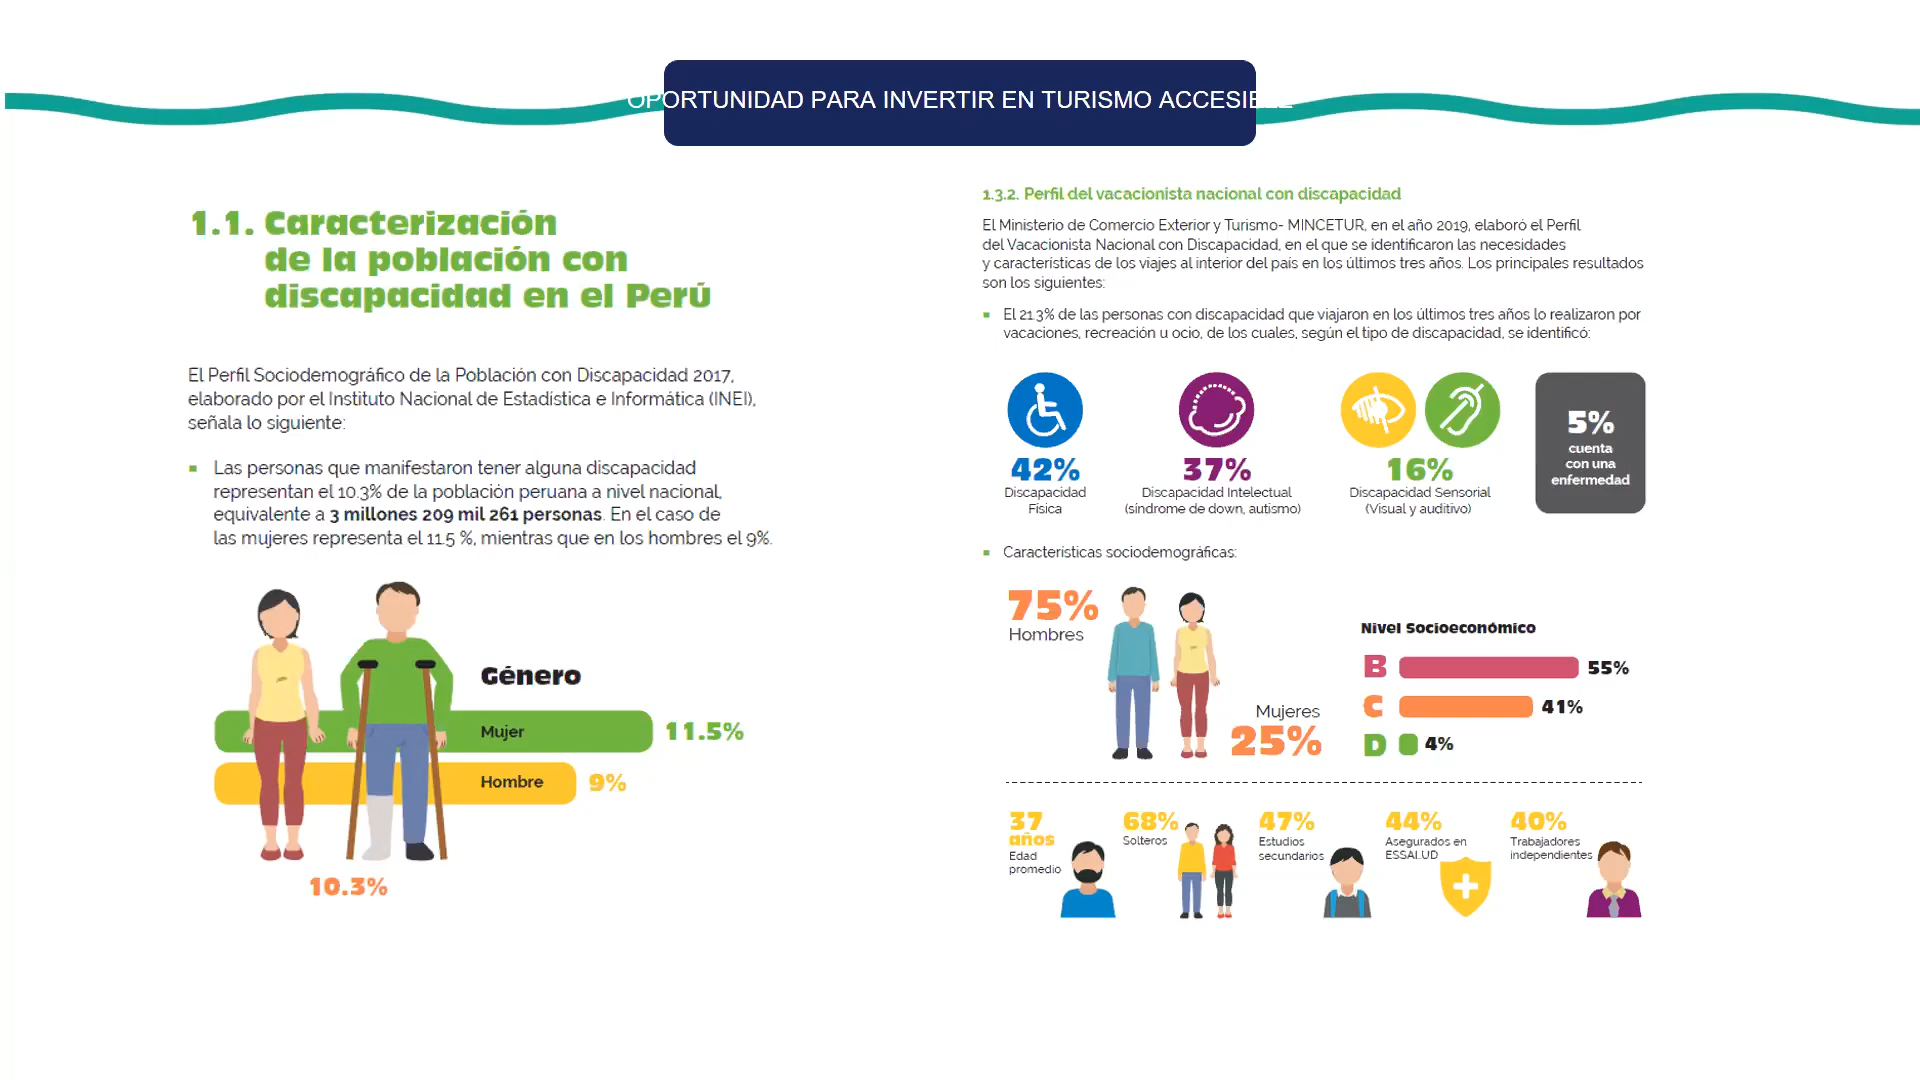 OPORTUNIDAD PARA INVERTIR EN TURISMO ACCESIBLE
1.1. Caracterización
de la población con
discapacidad en el Perú
El Perfil Sociodemográfico de la Población con Discapacidad 2017,
elaborado por el Instituto Nacional de Estadística e Informática (INEI),
señala lo siguiente:
Las personas que manifestaron tener alguna discapacidad
representan el 10.3% de la población peruana a nivel nacional,
equivalente a 3 millones 209 mil 261 personas. En el caso de
las mujeres representa el 11.5 %, mientras que en los hombres el 9%.
Género
Mujer
11.5%
Hombre
9%
10.3%
1.3.2. Perfil del vacacionista nacional con discapacidad
El Ministerio de Comercio Exterior y Turismo- MINCETUR, en el año 2019, elaboró el Perfil
del Vacacionista Nacional con Discapacidad, en el que se identificaron las necesidades
y características de los viajes al interior del país en los últimos tres años. Los principales resultados
son los siguientes:
El 21.3% de las personas con discapacidad que viajaron en los últimos tres años lo realizaron por
vacaciones, recreación u ocio, de los cuales, según el tipo de discapacidad, se identificó:
42%
Discapacidad
Física
37%
Discapacidad Intelectual
(síndrome de down, autismo)
16%
Discapacidad Sensorial
(Visual y auditivo)
5%
cuenta
con una
enfermedad
Características sociodemográficas:
75%
Hombres
Mujeres
25%
Nivel Socioeconómico
B 55%
C 41%
D 4%
37
años
Edad
promedio
68%
Solteros
47%
Estudios
secundarios
44%
Asegurados en
ESSALUD
40%
Trabajadores
independientes